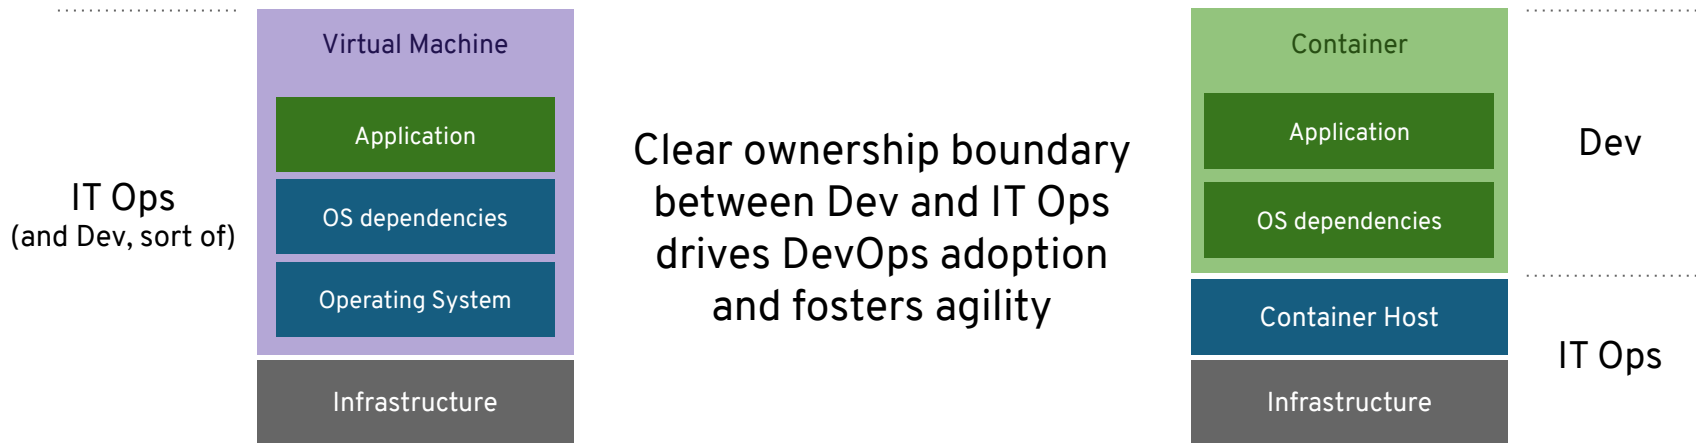 IT Ops
(and Dev, sort of)
Virtual Machine
Application
OS dependencies
Operating System
Infrastructure
Clear ownership boundary
between Dev and IT Ops
drives DevOps adoption
and fosters agility
Container
Application
OS dependencies
Container Host
Infrastructure
Dev
IT Ops